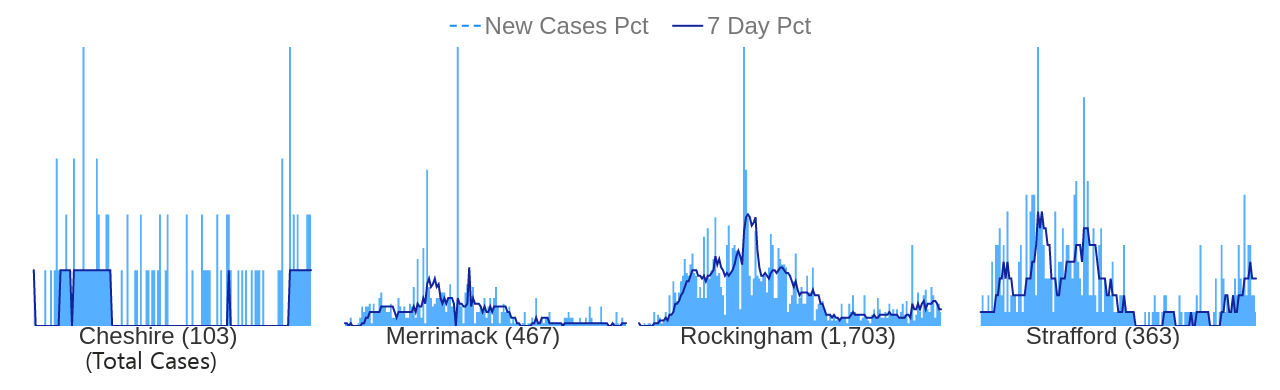 New Cases Pct 7 Day Pct
Cheshire (103) Merrimack (467) Rockingham (1,703) Strafford (363)
(Total Cases)